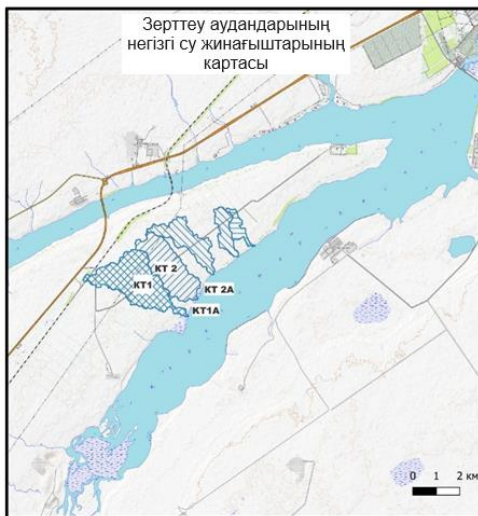 Зерттеу аудандарының
негізгі су жинағыштарының
картасы
КТ 2
КТ1
КТ 2А
КТ1А
0 1 2 км